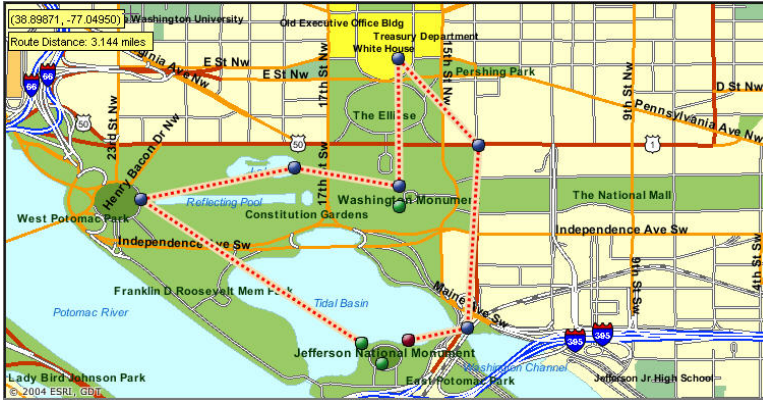 (38.89871, -77.04950)
Washington University
Old Executive Office Bldg
Route Distance: 3.144 miles
Treasury Department
White House
E St Nw
E St Nw
Pershing Park
66
66
17th St Nw
15th St Nw
9th St Nw
D St Nw
23rd St Nw
50
The Ellipse
Pennsylvania Ave Nw
50
1
Henry Bacon Dr Nw
17th St Sw
Reflecting Pool
Washington Monument
The National Mall
West Potomac Park
Constitution Gardens
Independence Ave Sw
Independence Ave Sw
9th St Sw
4th St Sw
Franklin D Roosevelt Mem Park
Maine Ave Sw
Potomac River
Tidal Basin
395
395
Jefferson National Monument
Washington Channel
Lady Bird Johnson Park
East Potomac Park
Jefferson Jr High School
© 2004 ESRI, GDT